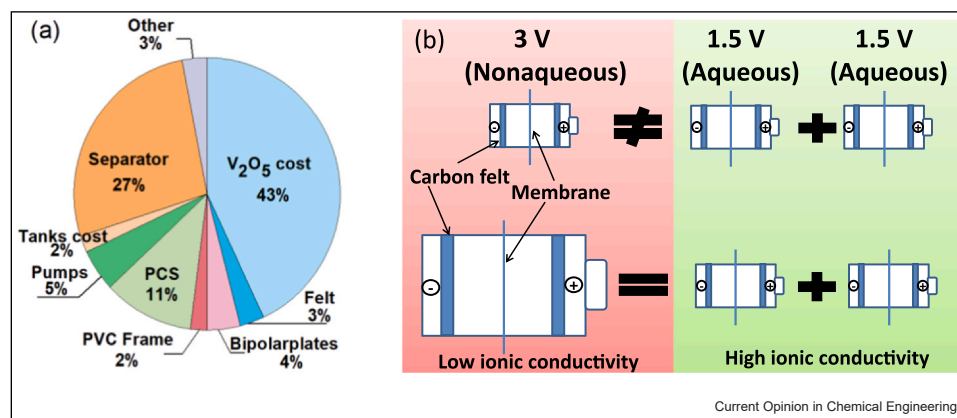 (a)
Other
3%
Separator
27%
V₂O₅ cost
43%
Tanks cost
2%
Pumps
5%
PCS
11%
PVC Frame
2%
Bipolarplates
4%
Felt
3%
(b)
3 V
(Nonaqueous)
1.5 V
(Aqueous)
1.5 V
(Aqueous)
- +
≠
- +
+
- +
Carbon felt
Membrane
- +
=
- +
+
- +
Low ionic conductivity
High ionic conductivity
Current Opinion in Chemical Engineering